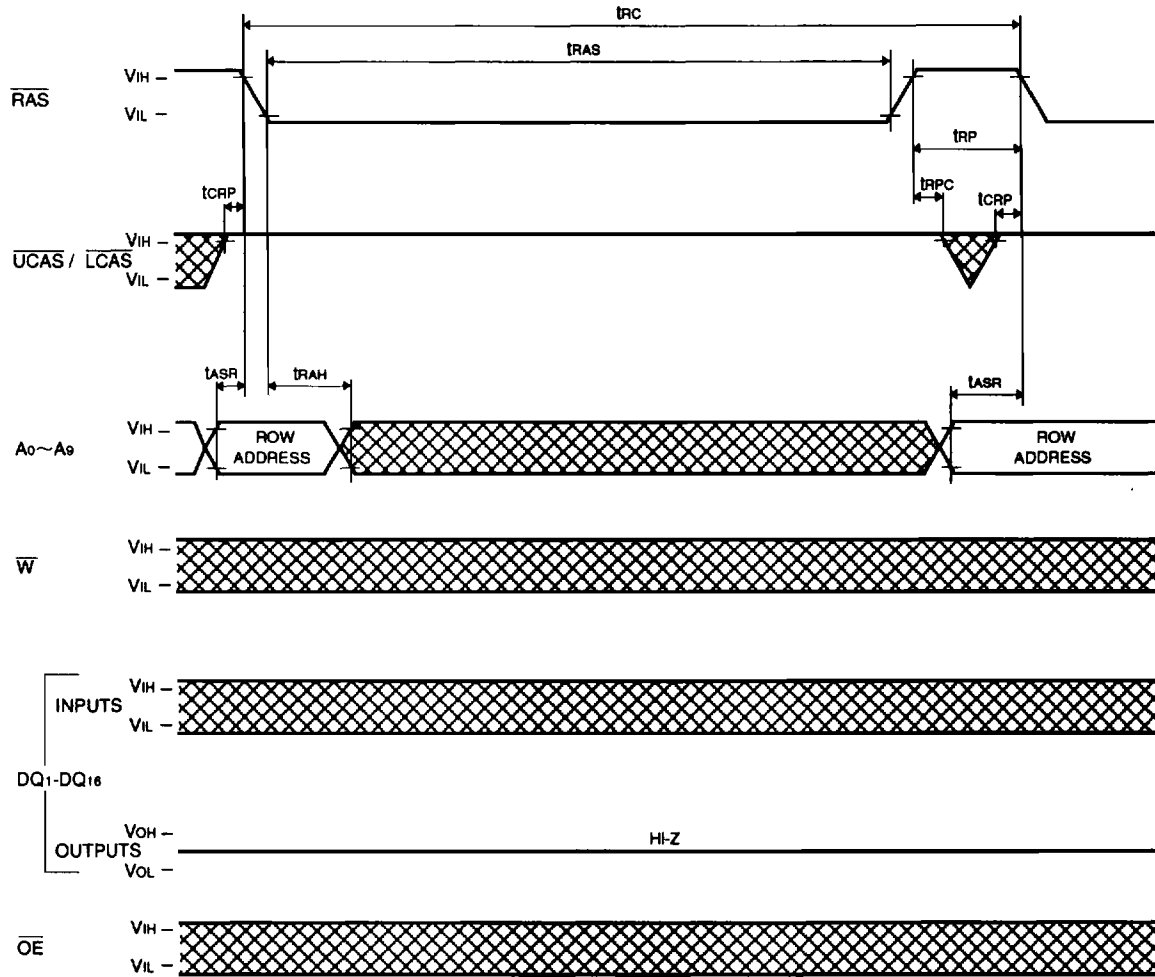 tRC
tRAS
RAS
VIH
VIL
tRP
tRPC
tCRP
tCRP
UCAS / LCAS
VIH
VIL
tASR
tRAH
tASR
A0~A9
VIH
VIL
ROW
ADDRESS
ROW
ADDRESS
W
VIH
VIL
DQ1-DQ16
INPUTS
VIH
VIL
OUTPUTS
VOH
VOL
HI-Z
OE
VIH
VIL